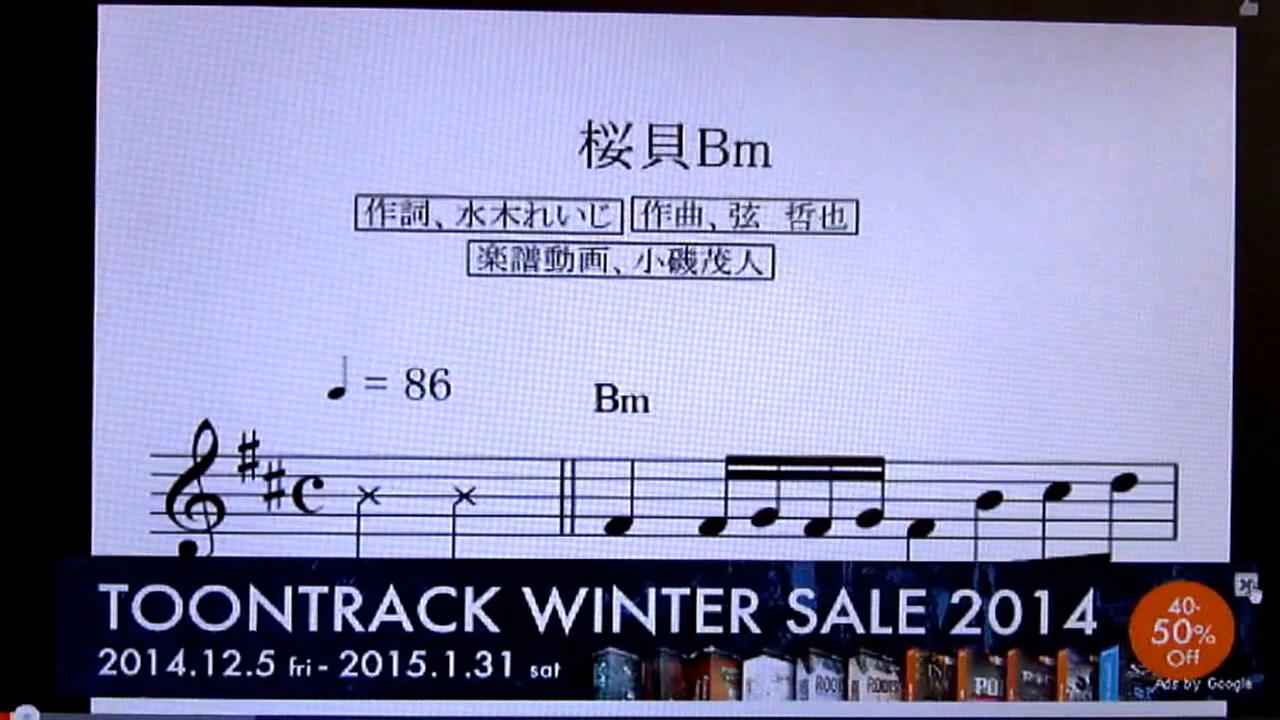 桜貝Bm
作詞、水木れいじ 作曲、弦 哲也
楽譜動画、小磯茂人
= 86
Bm
TOONTRACK WINTER SALE 2014
2014.12.5 fri - 2015.1.31 sat
40-
50%
Off
Ads by Google